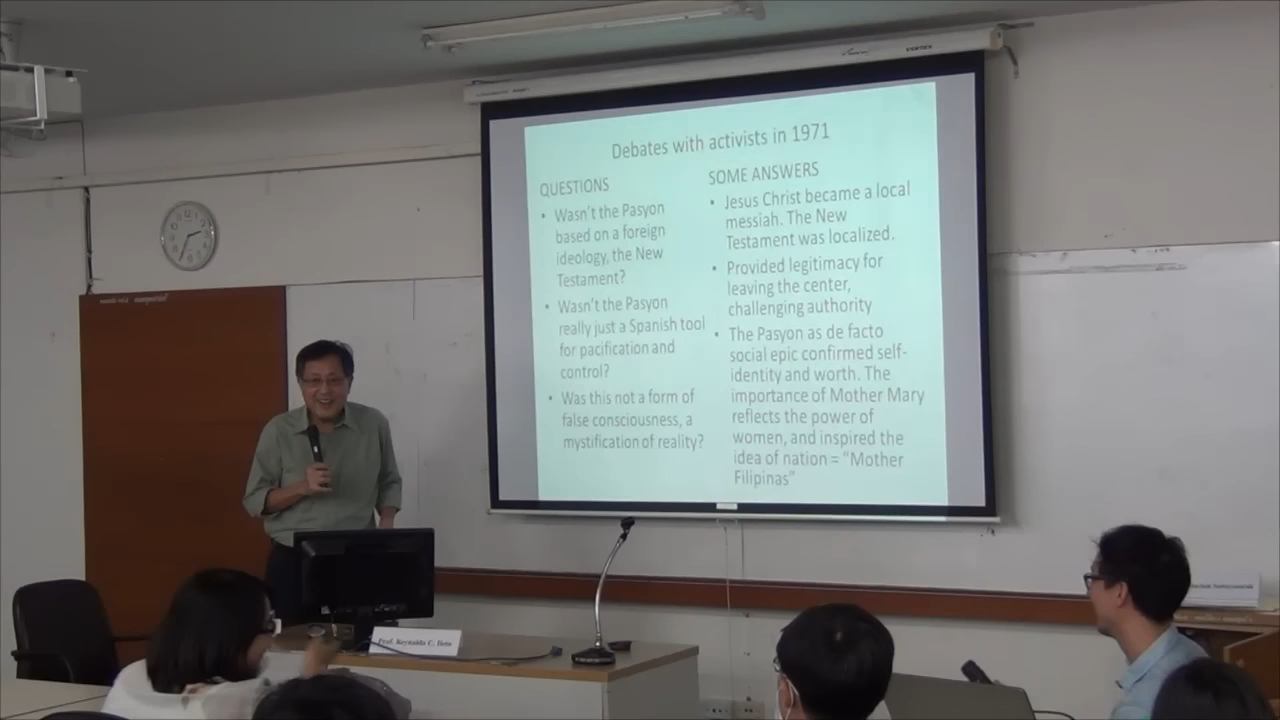 Debates with activists in 1971
QUESTIONS
• Wasn't the Pasyon
based on a foreign
ideology, the New
Testament?
• Wasn't the Pasyon
really just a Spanish tool
for pacification and
control?
• Was this not a form of
false consciousness, a
mystification of reality?
SOME ANSWERS
• Jesus Christ became a local
messiah. The New
Testament was localized.
• Provided legitimacy for
leaving the center,
challenging authority
• The Pasyon as de facto
social epic confirmed self-
identity and worth. The
importance of Mother Mary
reflects the power of
women, and inspired the
idea of nation = "Mother
Filipinas"
VERTEX
Prof. Reynaldo C. Ileto